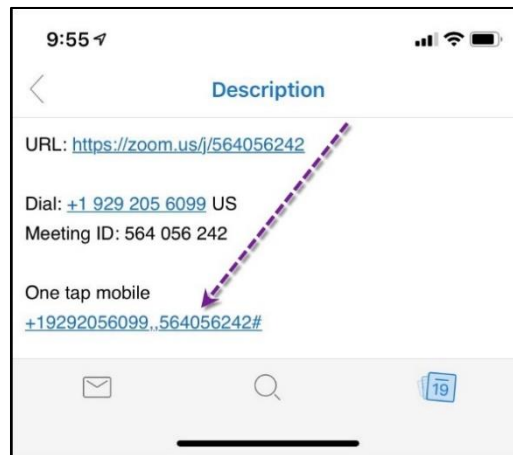 9:55
Description
URL: https://zoom.us/j/564056242
Dial: +1 929 205 6099 US
Meeting ID: 564 056 242
One tap mobile
+19292056099,,564056242#
19